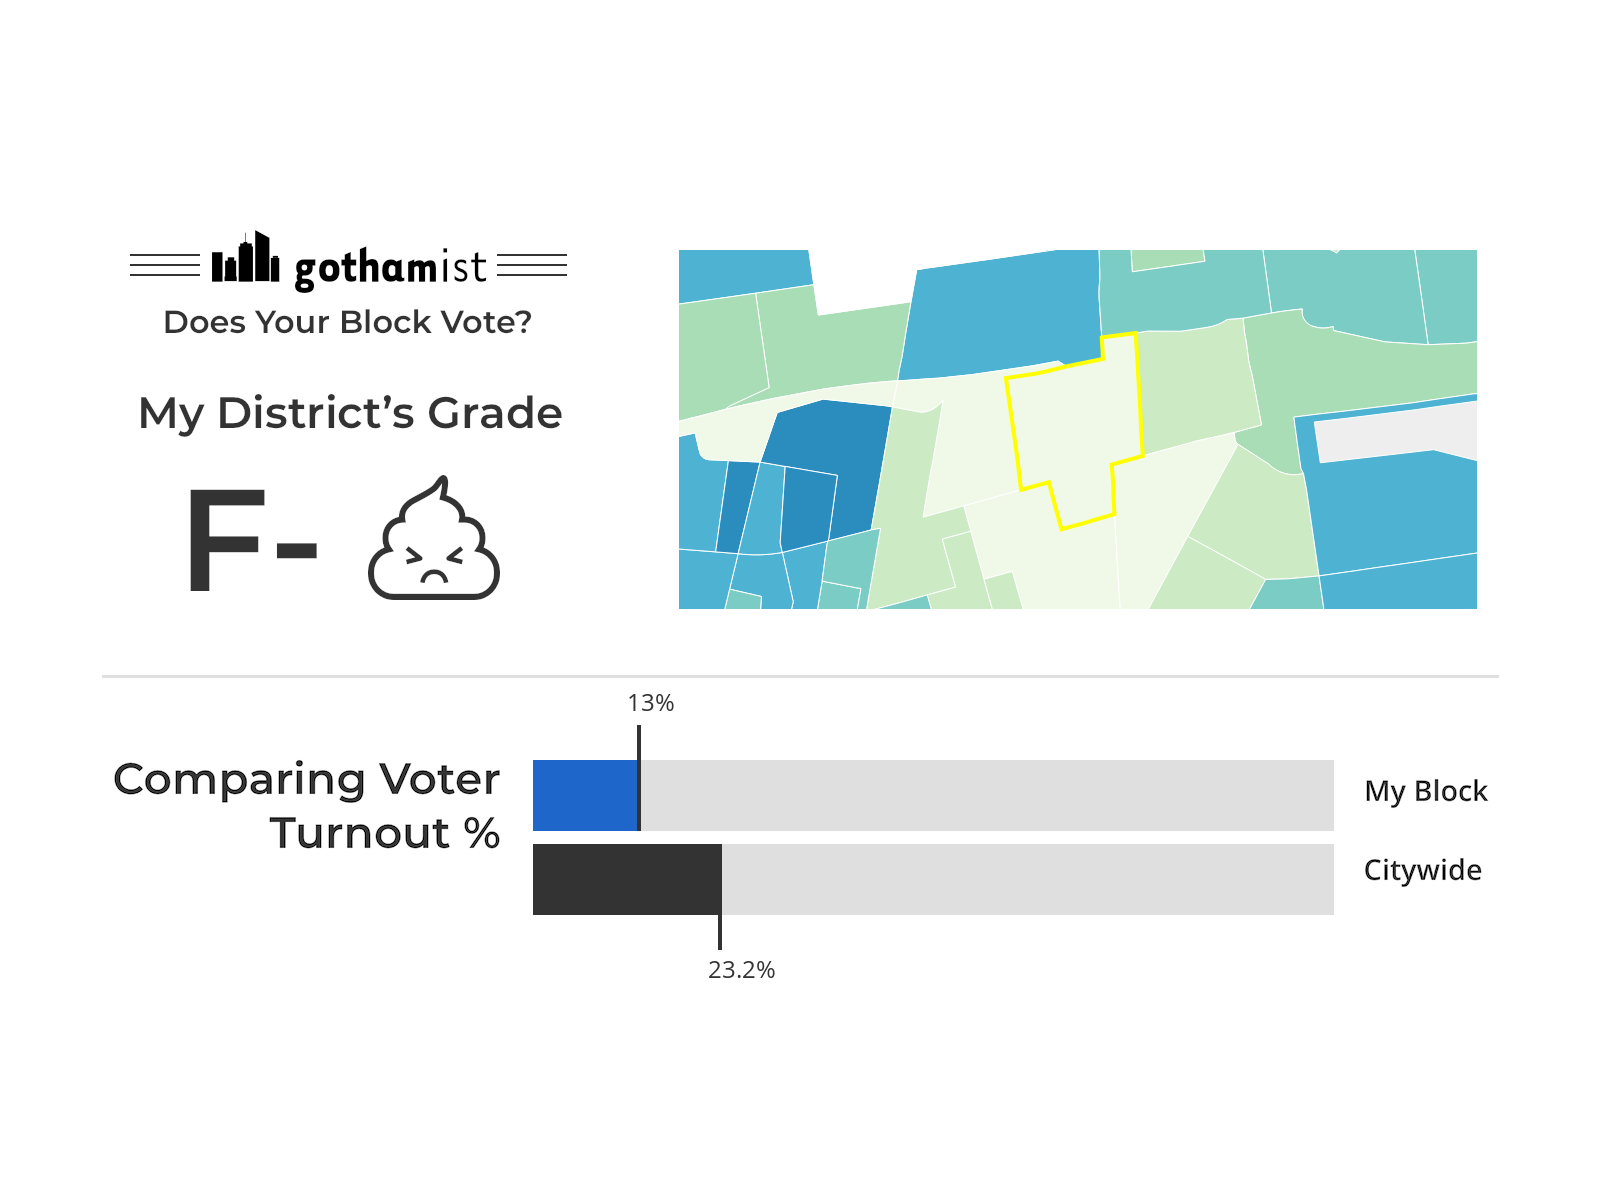 gothamist
Does Your Block Vote?
My District's Grade
F-
13%
Comparing Voter
Turnout %
My Block
Citywide
23.2%